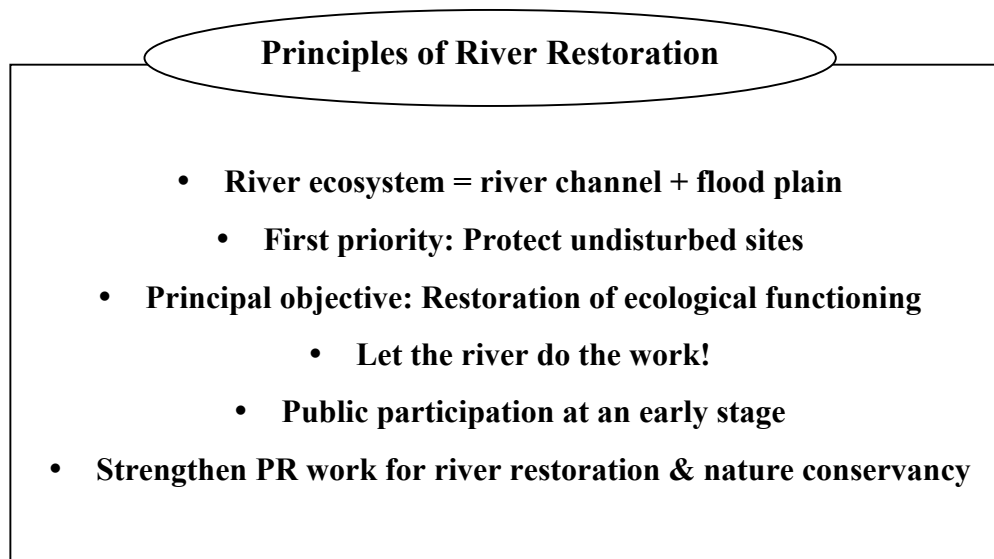 Principles of River Restoration
• River ecosystem = river channel + flood plain
• First priority: Protect undisturbed sites
• Principal objective: Restoration of ecological functioning
• Let the river do the work!
• Public participation at an early stage
• Strengthen PR work for river restoration & nature conservancy